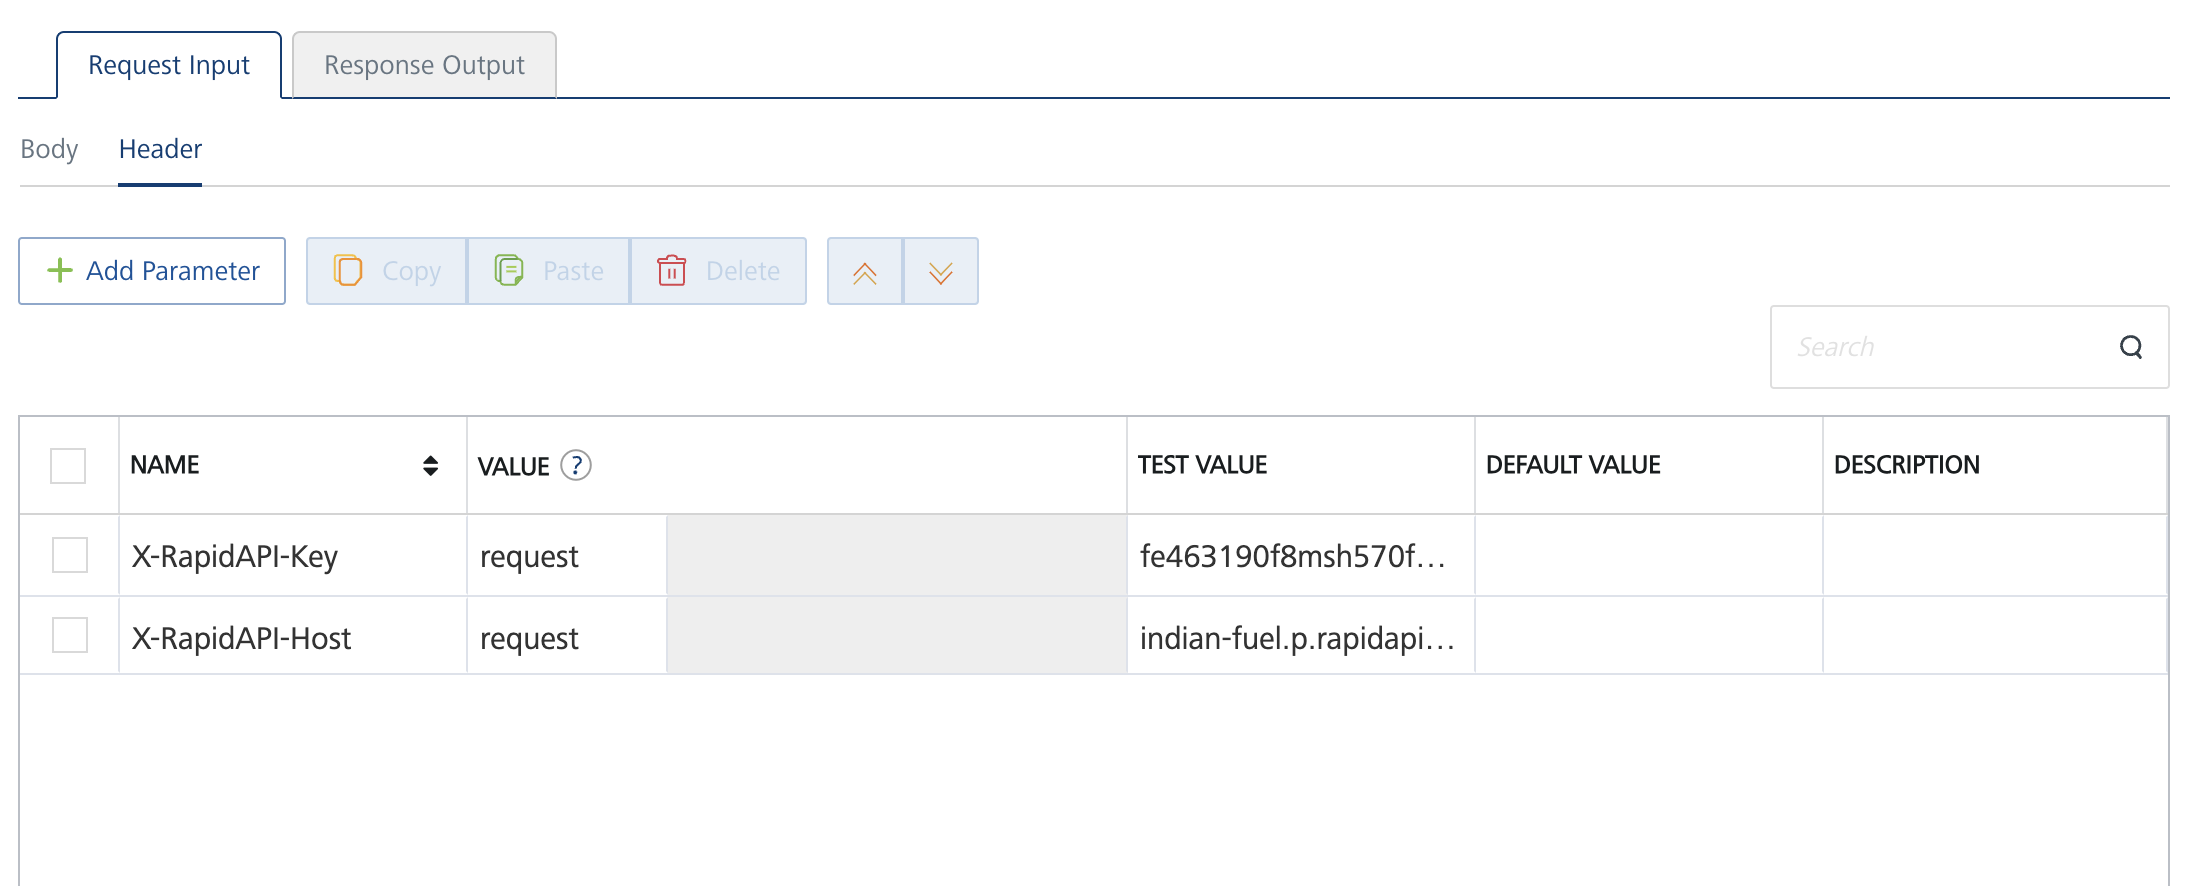 Request Input
Response Output
Body
Header
Add Parameter
Copy
Paste
Delete
Search
NAME
VALUE ?
TEST VALUE
DEFAULT VALUE
DESCRIPTION
X-RapidAPI-Key request fe463190f8msh570f...
X-RapidAPI-Host request indian-fuel.p.rapidapi...